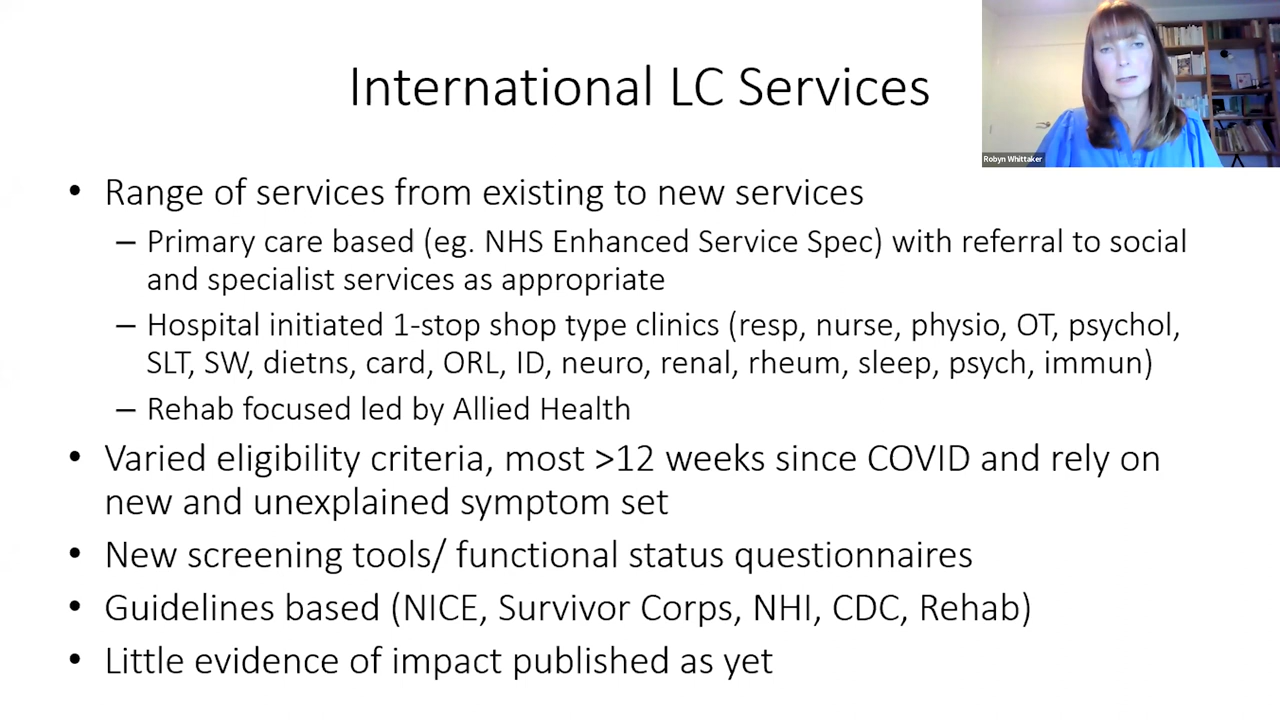 International LC Services
Robyn Whittaker
• Range of services from existing to new services
– Primary care based (eg. NHS Enhanced Service Spec) with referral to social
and specialist services as appropriate
– Hospital initiated 1-stop shop type clinics (resp, nurse, physio, OT, psychol,
SLT, SW, dietns, card, ORL, ID, neuro, renal, rheum, sleep, psych, immun)
– Rehab focused led by Allied Health
• Varied eligibility criteria, most >12 weeks since COVID and rely on
new and unexplained symptom set
• New screening tools/ functional status questionnaires
• Guidelines based (NICE, Survivor Corps, NHI, CDC, Rehab)
• Little evidence of impact published as yet